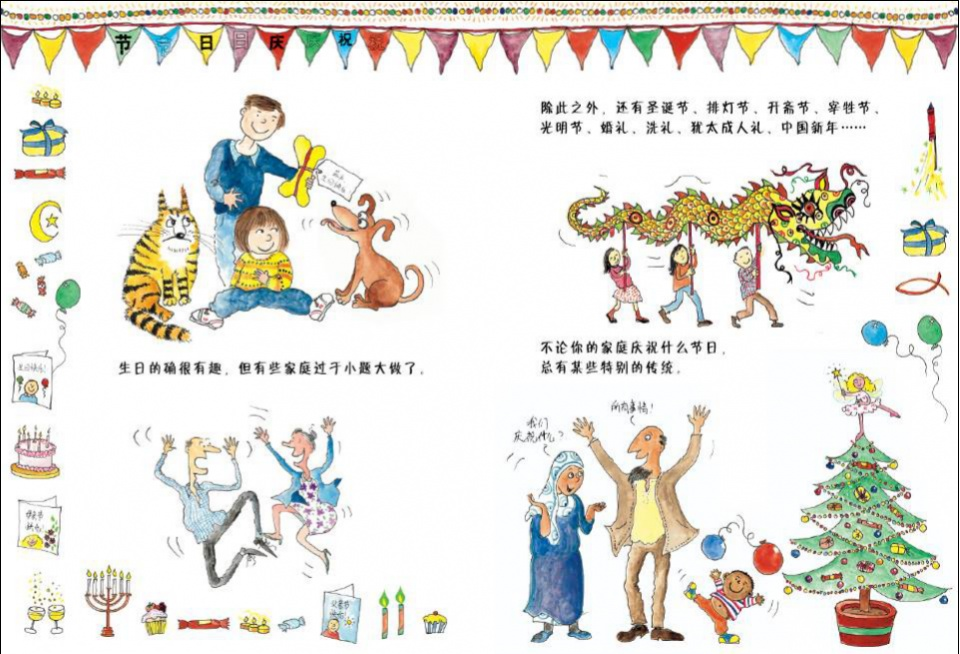 节日庆祝
生日的确很有趣，但有些家庭过于小题大做了。
除此之外，还有圣诞节、排灯节、开斋节、宰牲节、
光明节、婚礼、洗礼、犹太成人礼、中国新年……
不论你的家庭庆祝什么节日，
总有某些特别的传统。
我们
庆祝什么？
所有事情！